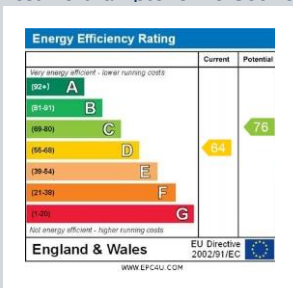 Energy Efficiency Rating
Current Potential
Very energy efficient - lower running costs
(92+) A
(81-91) B
(69-80) C
76
(55-68) D
64
(39-54) E
(21-38) F
(1-20) G
Not energy efficient - higher running costs
England & Wales
EU Directive
2002/91/EC
WWW.EPC4U.COM